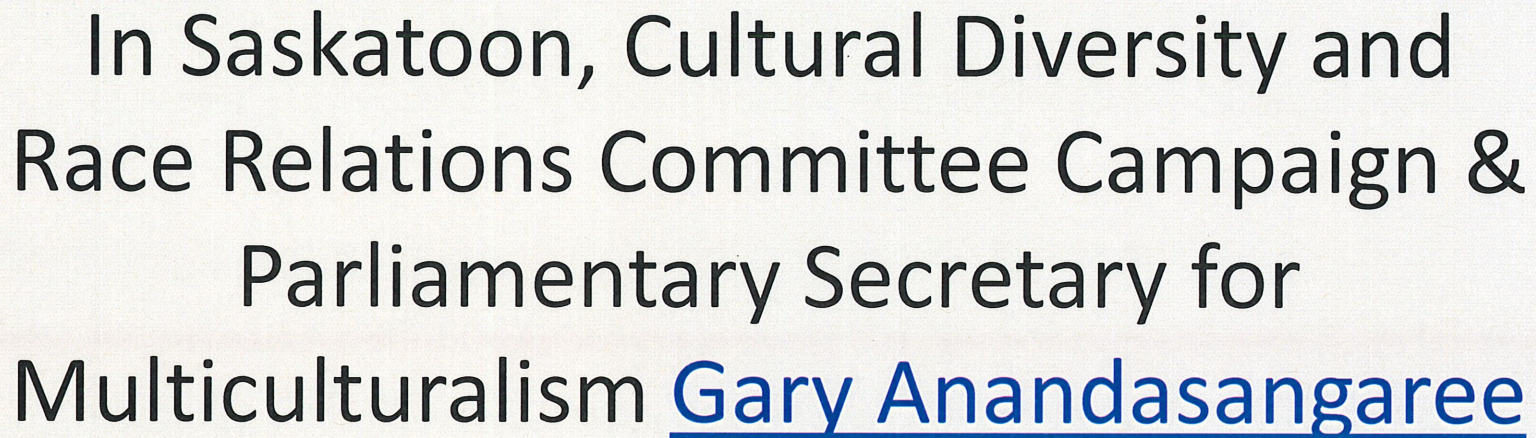 In Saskatoon, Cultural Diversity and
Race Relations Committee Campaign &
Parliamentary Secretary for
Multiculturalism Gary Anandasangaree